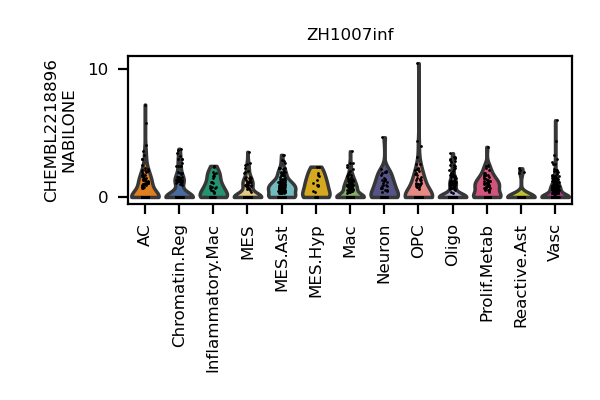 ZH1007inf
CHEMBL2218896
NABILONE
10
0
AC
Chromatin.Reg
Inflammatory.Mac
MES
MES.Ast
MES.Hyp
Mac
Neuron
OPC
Oligo
Prolif.Metab
Reactive.Ast
Vasc